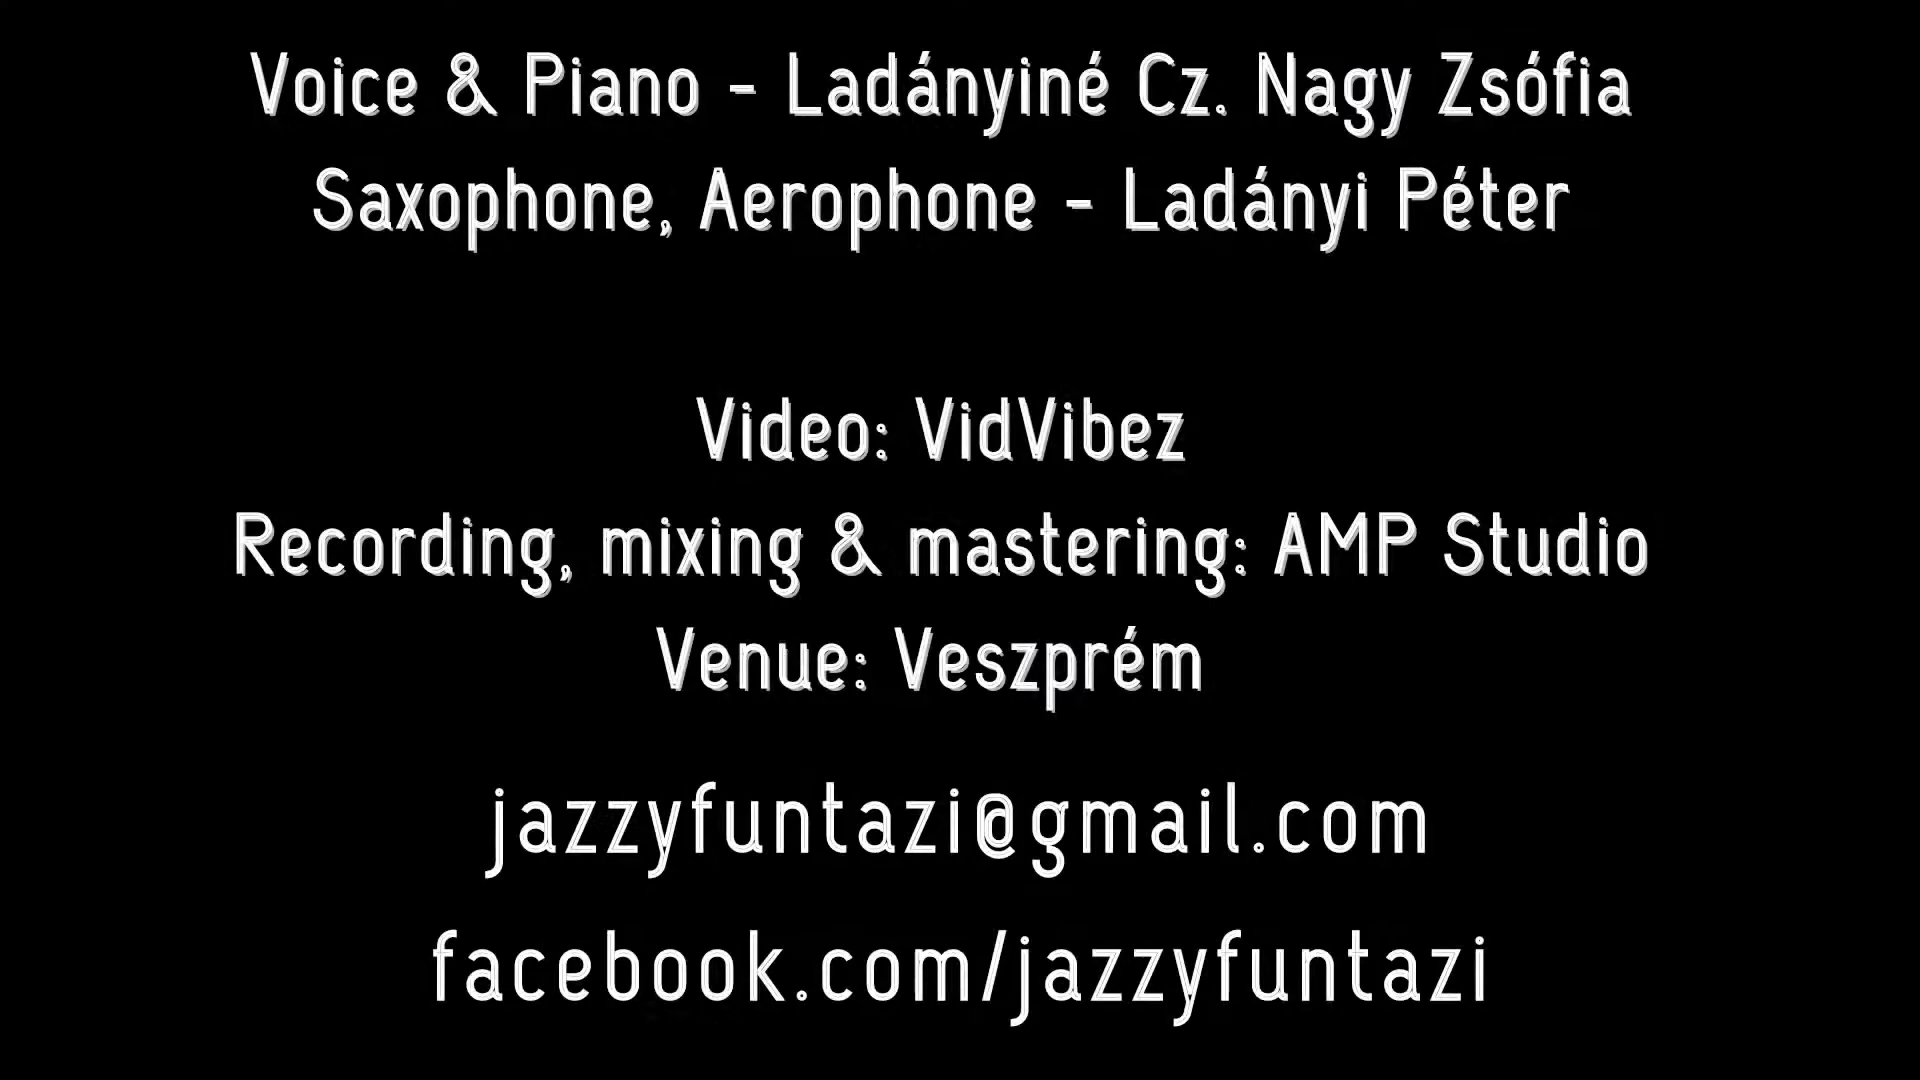 Voice & Piano - Ladányiné Cz. Nagy Zsófia
Saxophone, Aerophone - Ladányi Péter
Video: VidVibez
Recording, mixing & mastering: AMP Studio
Venue: Veszprém
jazzyfuntazi@gmail.com
facebook.com/jazzyfuntazi